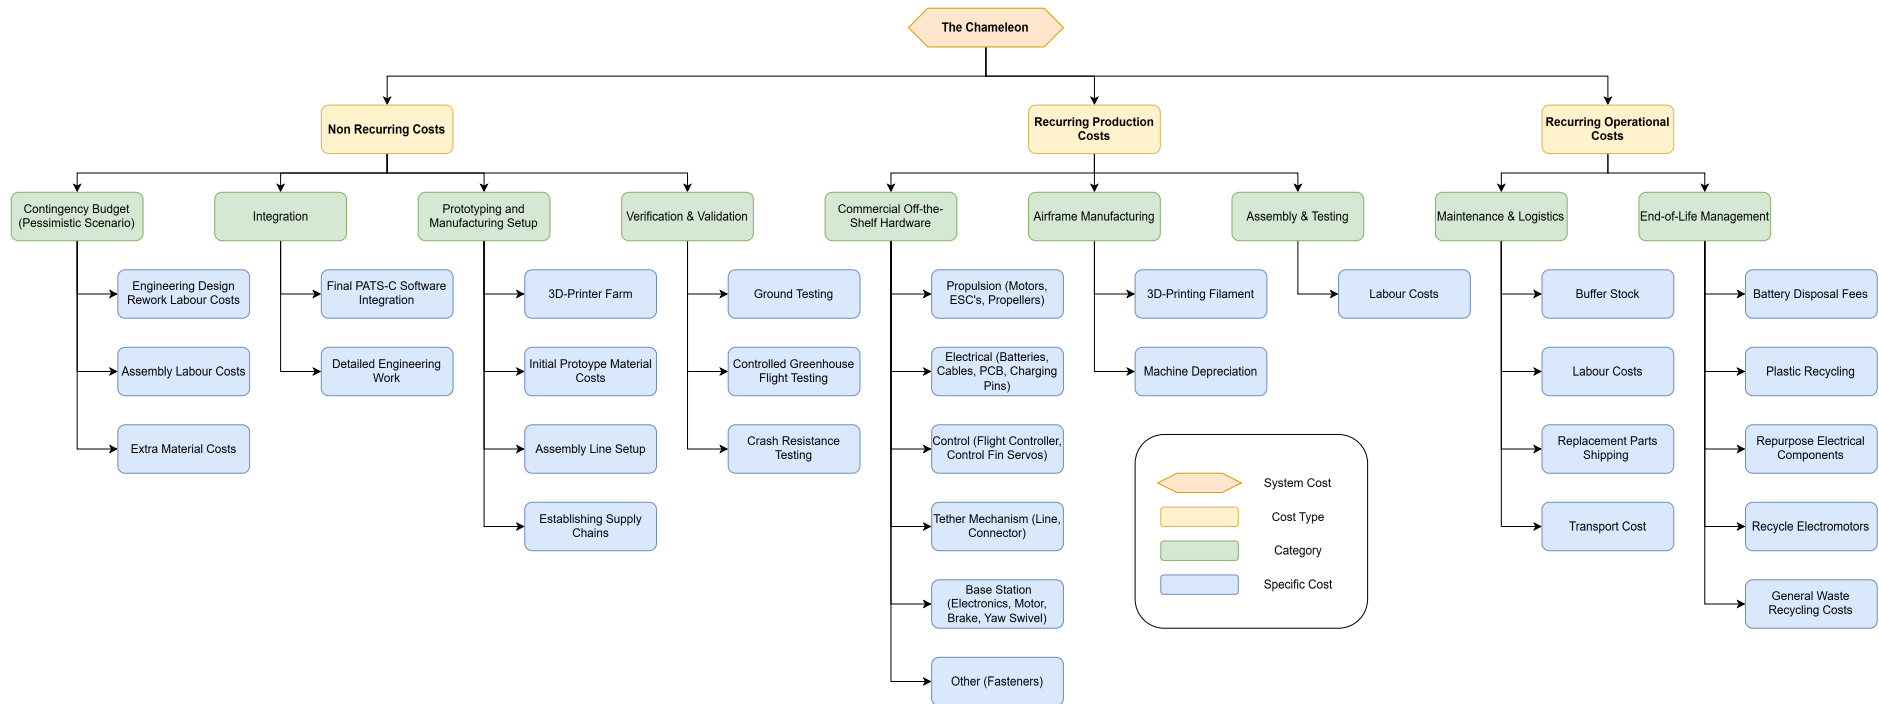 The Chameleon
Non Recurring Costs
Recurring Production
Costs
Recurring Operational
Costs
Contingency Budget
(Pessimistic Scenario)
Integration
Prototyping and
Manufacturing Setup
Verification & Validation
Commercial Off-the-
Shelf Hardware
Airframe Manufacturing
Assembly & Testing
Maintenance & Logistics
End-of-Life Management
Engineering Design
Rework Labour Costs
Final PATS-C Software
Integration
3D-Printer Farm
Ground Testing
Propulsion (Motors,
ESC's, Propellers)
3D-Printing Filament
Labour Costs
Buffer Stock
Battery Disposal Fees
Assembly Labour Costs
Detailed Engineering
Work
Initial Protoype Material
Costs
Controlled Greenhouse
Flight Testing
Electrical (Batteries,
Cables, PCB, Charging
Pins)
Machine Depreciation
Labour Costs
Plastic Recycling
Extra Material Costs
Assembly Line Setup
Crash Resistance
Testing
Control (Flight Controller,
Control Fin Servos)
Replacement Parts
Shipping
Repurpose Electrical
Components
Establishing Supply
Chains
Tether Mechanism (Line,
Connector)
Transport Cost
Recycle Electromotors
Base Station
(Electronics, Motor,
Brake, Yaw Swivel)
General Waste
Recycling Costs
Other (Fasteners)
System Cost
Cost Type
Category
Specific Cost